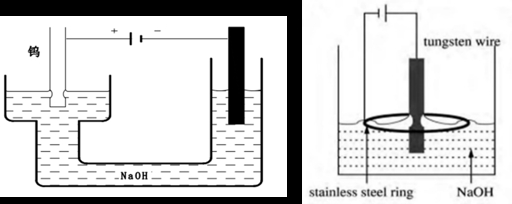 钨
+ −
NaOH
tungsten wire
stainless steel ring
NaOH